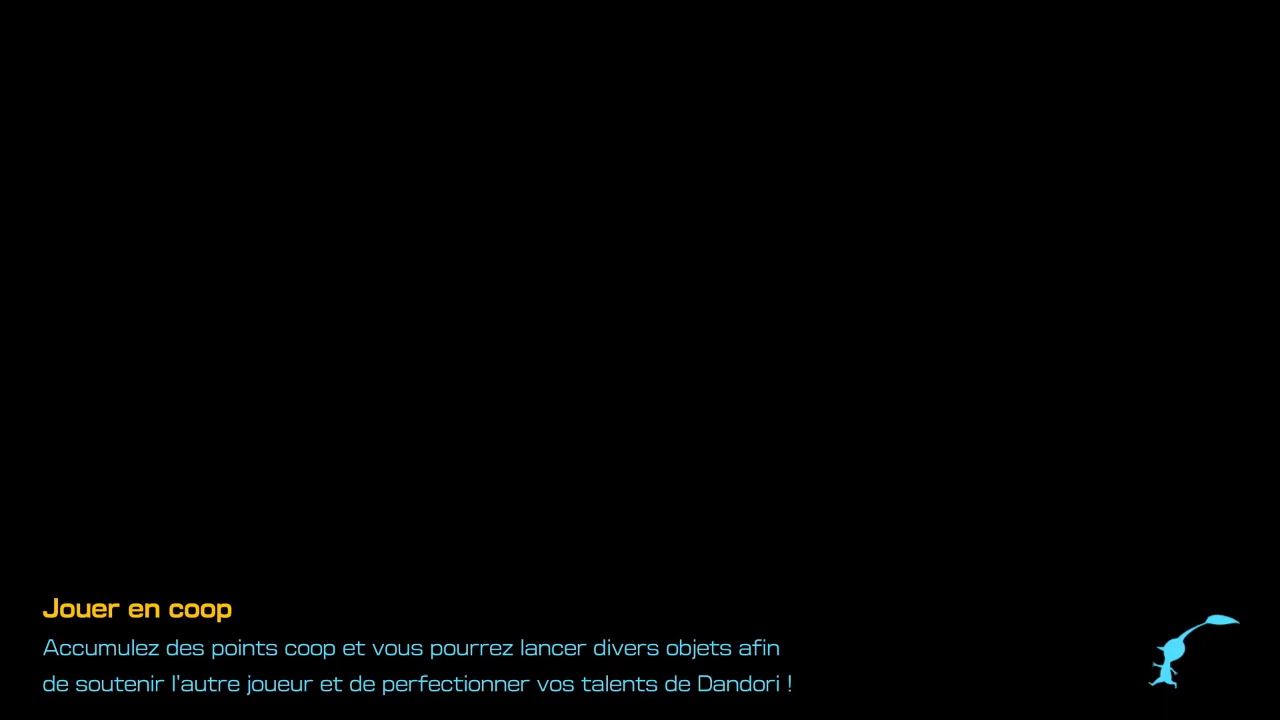 Jouer en coop
Accumulez des points coop et vous pourrez lancer divers objets afin
de soutenir l'autre joueur et de perfectionner vos talents de Dandori !